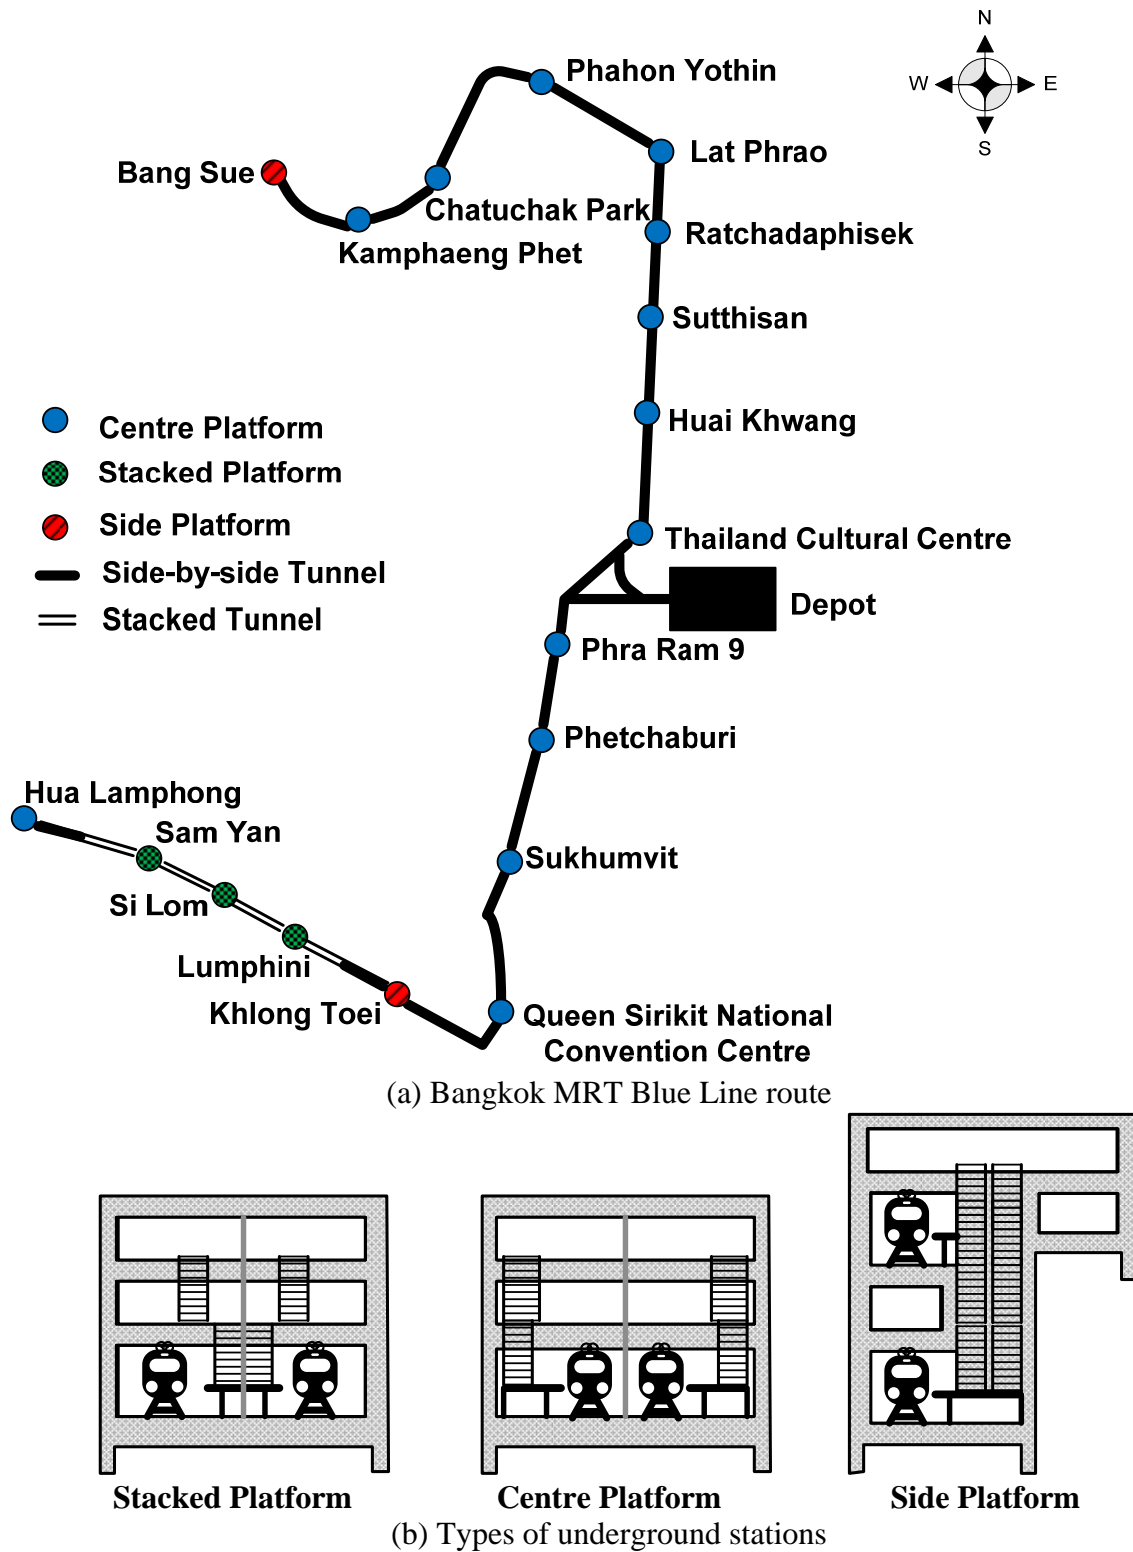 N
Phahon Yothin
W
E
S
Lat Phrao
Bang Sue
Chatuchak Park
Ratchadaphisek
Kamphaeng Phet
Sutthisan
Huai Khwang
Centre Platform
Stacked Platform
Side Platform
Side-by-side Tunnel
Stacked Tunnel
Thailand Cultural Centre
Depot
Phra Ram 9
Phetchaburi
Hua Lamphong
Sam Yan
Sukhumvit
Si Lom
Lumphini
Khlong Toei
Queen Sirikit National
Convention Centre
(a) Bangkok MRT Blue Line route
Stacked Platform
Centre Platform
Side Platform
(b) Types of underground stations